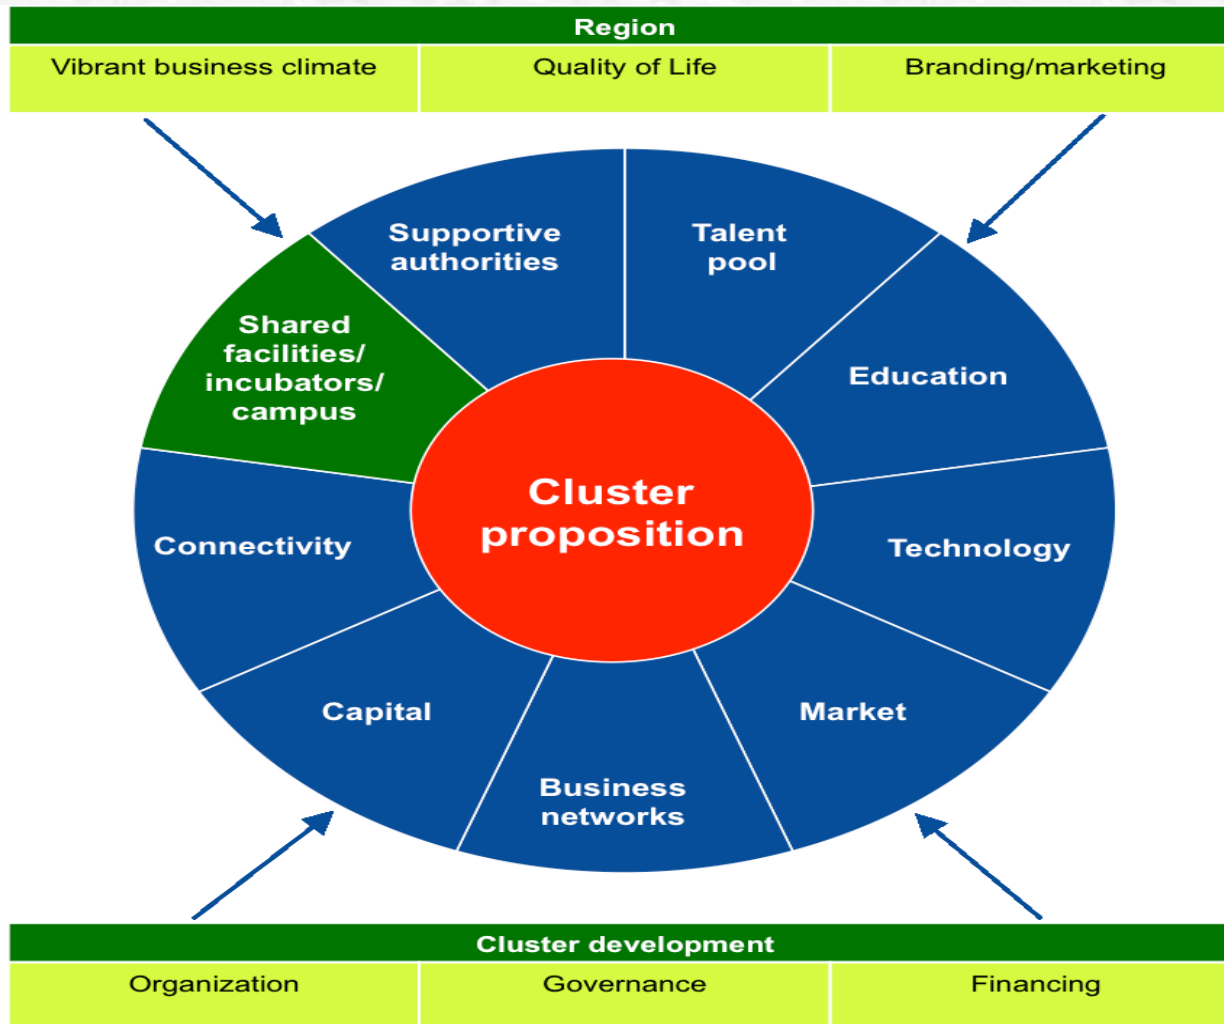 Region
Vibrant business climate
Quality of Life
Branding/marketing
Supportive
authorities
Talent
pool
Shared
facilities/
incubators/
campus
Education
Cluster
proposition
Connectivity
Technology
Capital
Market
Business
networks
Cluster development
Organization
Governance
Financing